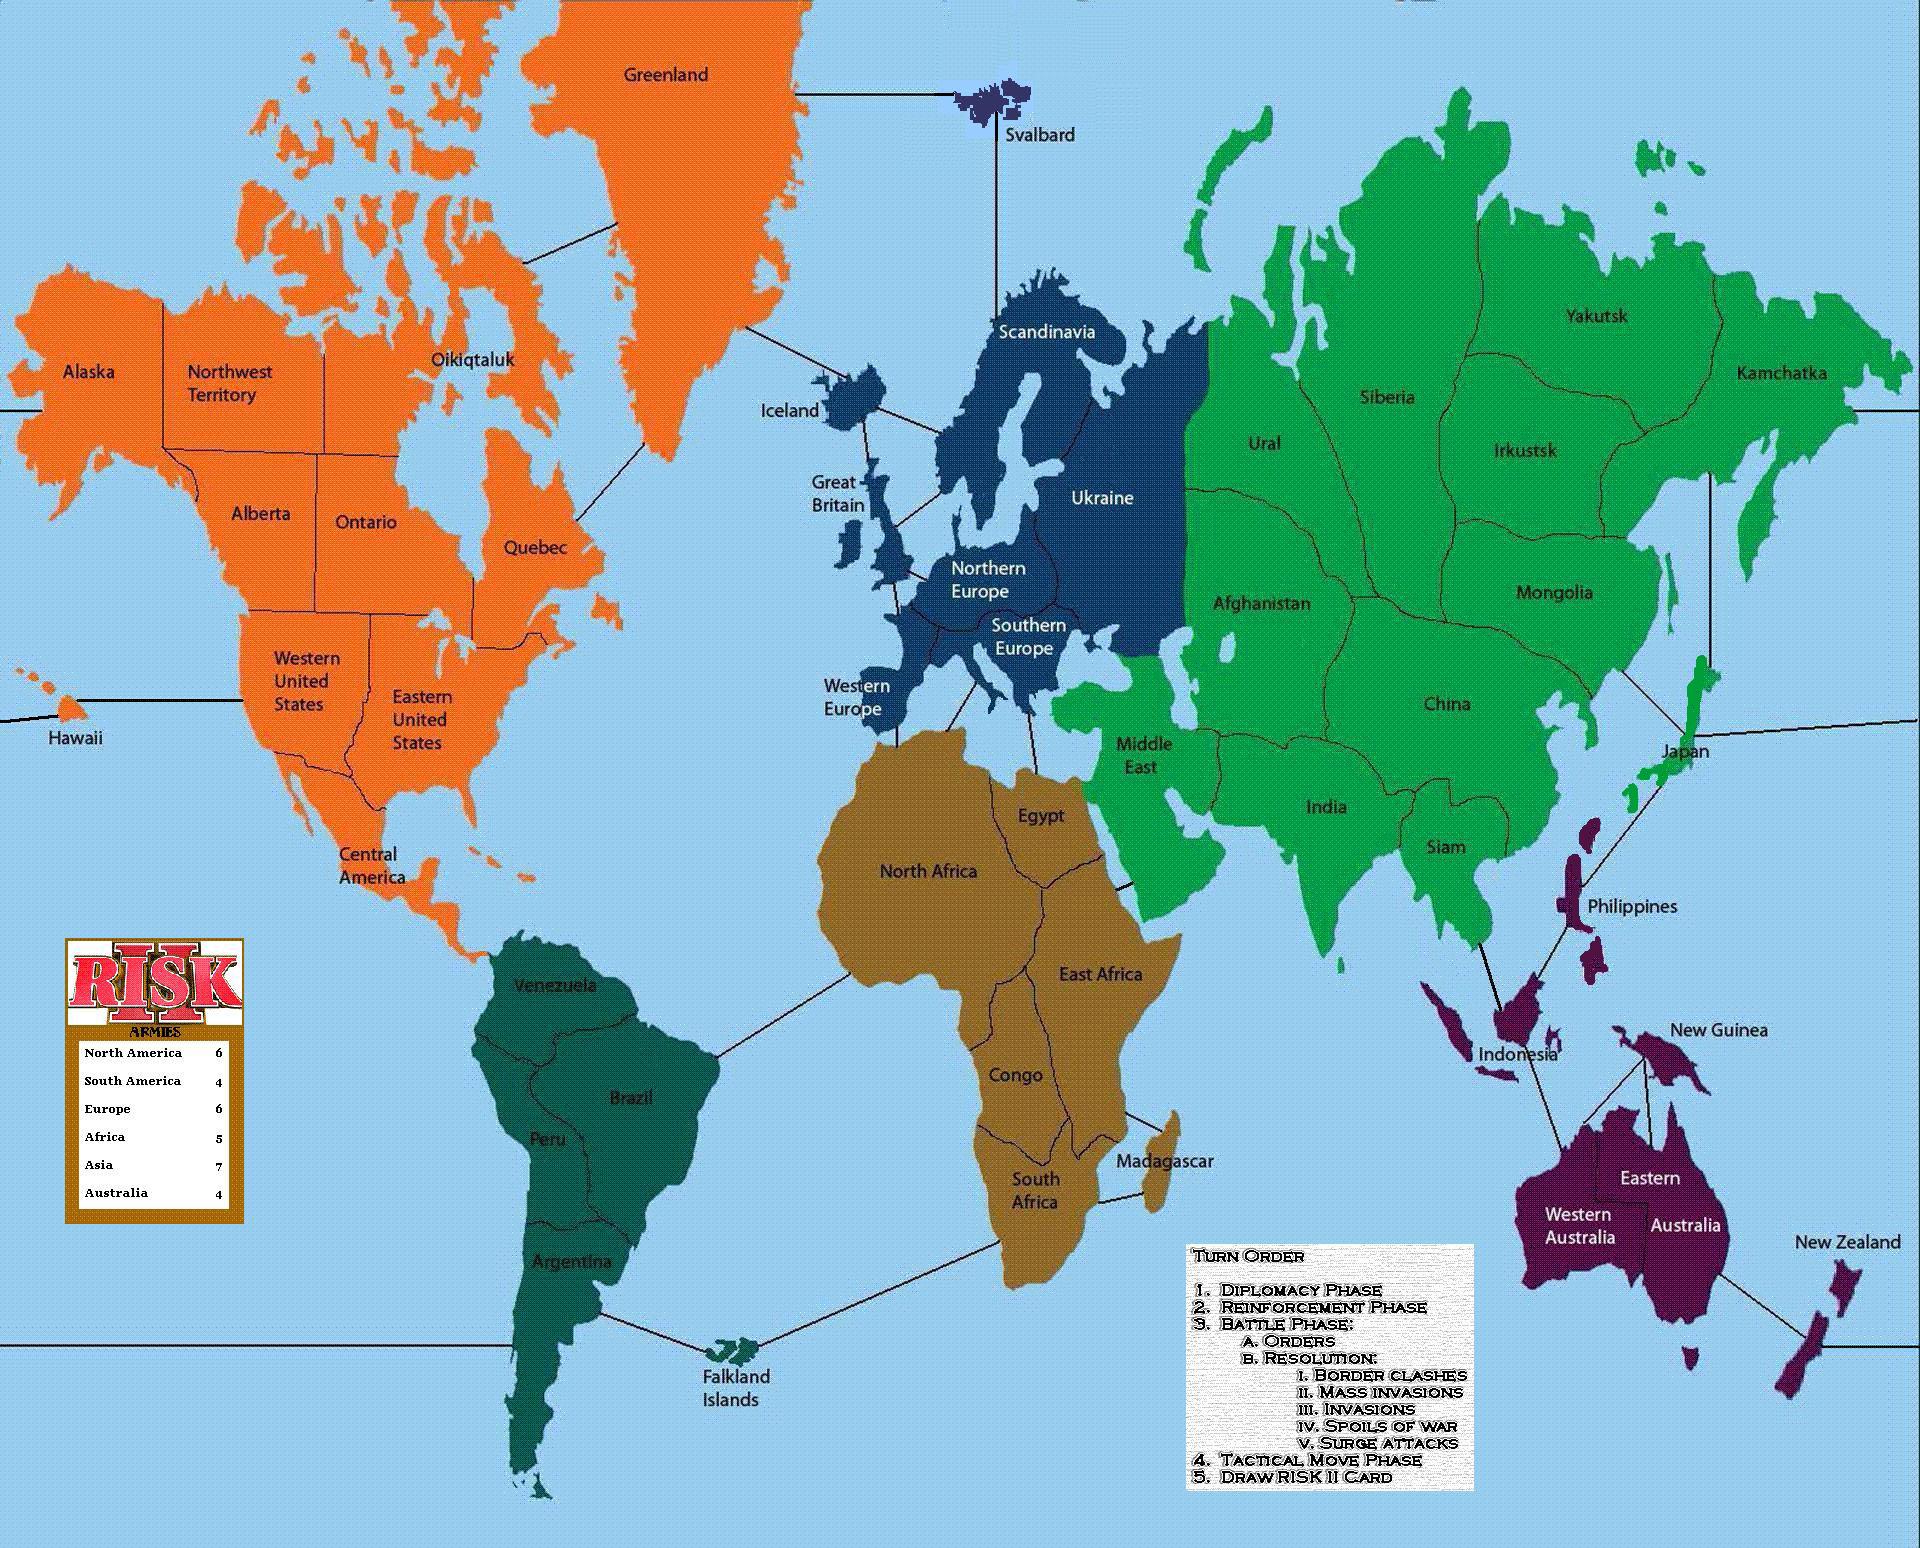 Greenland
Svalbard
Scandinavia
Yakutsk
Oikiqtaluk
Alaska
Northwest
Territory
Kamchatka
Siberia
Iceland
Ural
Irkustsk
Great
Britain
Ukraine
Alberta
Ontario
Quebec
Northern
Europe
Mongolia
Afghanistan
Southern
Europe
Western
United
States
Western
Europe
Eastern
United
States
China
Hawaii
Middle
East
Japan
India
Egypt
Siam
Central
America
North Africa
Philippines
East Africa
Venezuela
RISK
II
ARMIES
North America 6
South America 4
Europe 6
Africa 5
Asia 7
Australia 4
New Guinea
Indonesia
Congo
Brazil
Peru
Madagascar
South
Africa
Eastern
Australia
Western
Australia
New Zealand
Argentina
Falkland
Islands
Turn Order
1. Diplomacy Phase
2. Reinforcement Phase
3. Battle Phase:
A. Orders
B. Resolution:
I. Border clashes
II. Mass invasions
III. Invasions
IV. Spoils of war
V. Surge attacks
4. Tactical Move Phase
5. Draw RISK II Card